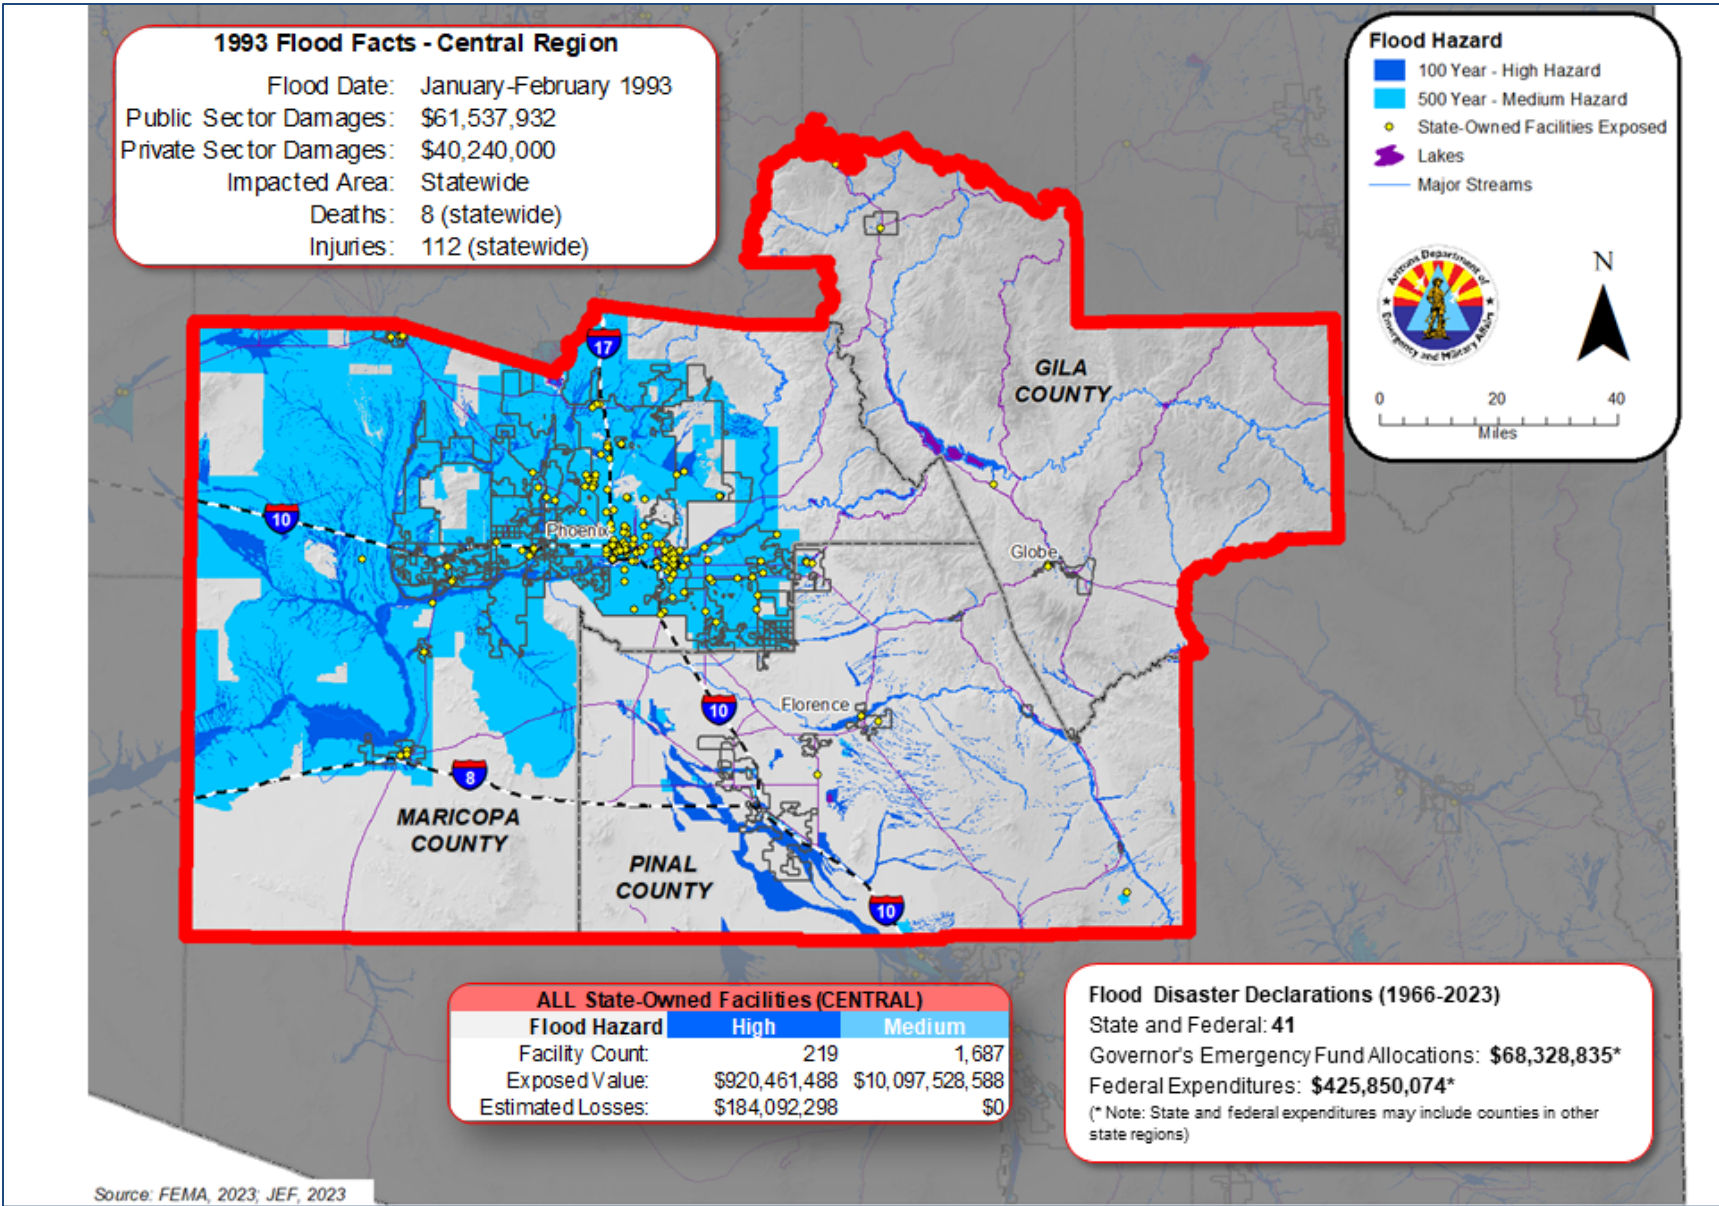 1993 Flood Facts - Central Region
Flood Date: January-February 1993
Public Sector Damages: $61,537,932
Private Sector Damages: $40,240,000
Impacted Area: Statewide
Deaths: 8 (statewide)
Injuries: 112 (statewide)
Flood Hazard
100 Year - High Hazard
500 Year - Medium Hazard
State-Owned Facilities Exposed
Lakes
Major Streams
Arizona Department of
Emergency and Military Affairs
N
0 20 40
Miles
17
GILA
COUNTY
10
Phoenix
Globe
10
Florence
8
MARICOPA
COUNTY
PINAL
COUNTY
10
ALL State-Owned Facilities (CENTRAL)
Flood Hazard High Medium
Facility Count: 219 1,687
Exposed Value: $920,461,488 $10,097,528,588
Estimated Losses: $184,092,298 $0
Flood Disaster Declarations (1966-2023)
State and Federal: 41
Governor's Emergency Fund Allocations: $68,328,835*
Federal Expenditures: $425,850,074*
(* Note: State and federal expenditures may include counties in other
state regions)
Source: FEMA, 2023; JEF, 2023